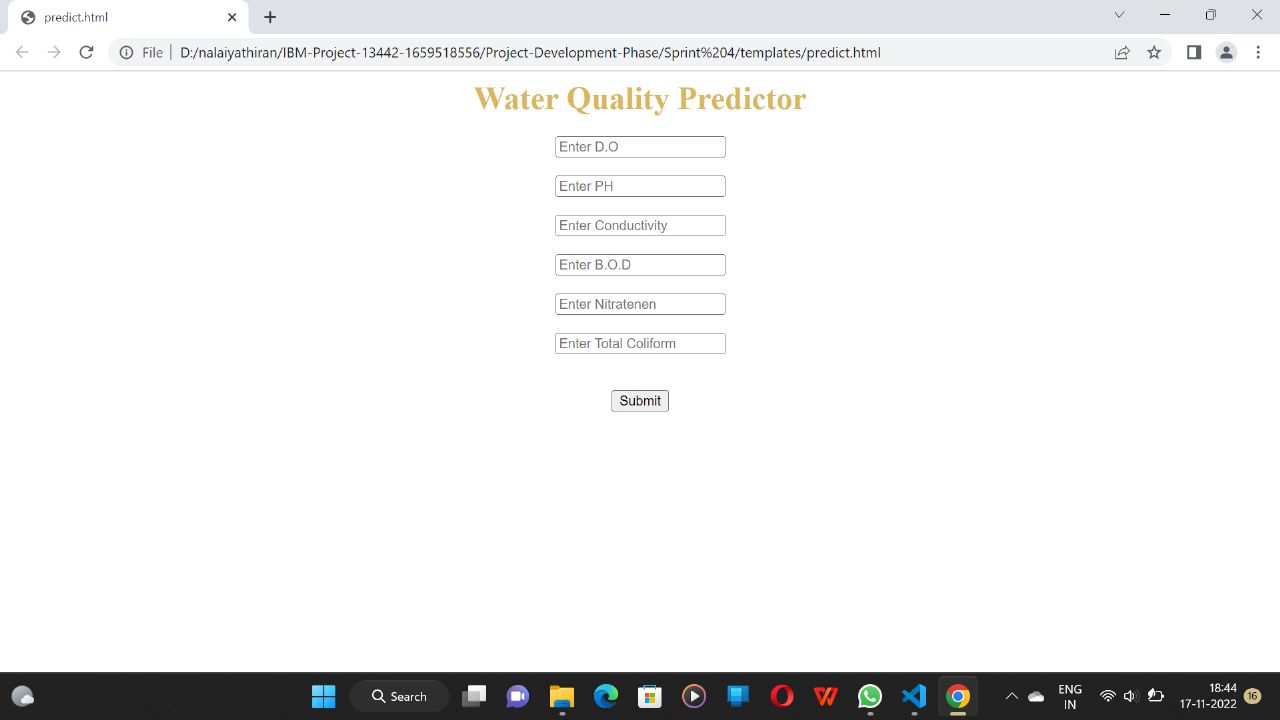 predict.html
File
D:/nalaiyathiran/IBM-Project-13442-1659518556/Project-Development-Phase/Sprint%204/templates/predict.html
Water Quality Predictor
Enter D.O
Enter PH
Enter Conductivity
Enter B.O.D
Enter Nitratenen
Enter Total Coliform
Submit
Search
ENG
IN
18:44
17-11-2022
16